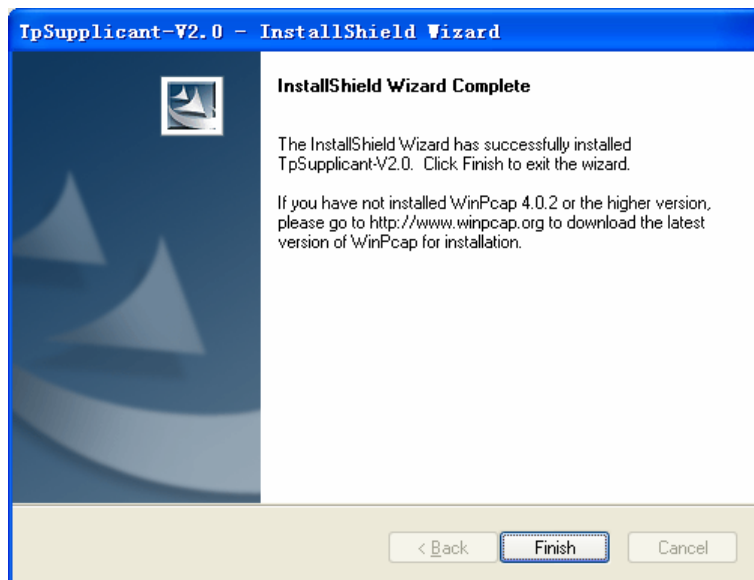 TpSupplicant-V2.0 - InstallShield Wizard
InstallShield Wizard Complete
The InstallShield Wizard has successfully installed
TpSupplicant-V2.0. Click Finish to exit the wizard.
If you have not installed WinPcap 4.0.2 or the higher version,
please go to http://www.winpcap.org to download the latest
version of WinPcap for installation.
< Back Finish Cancel